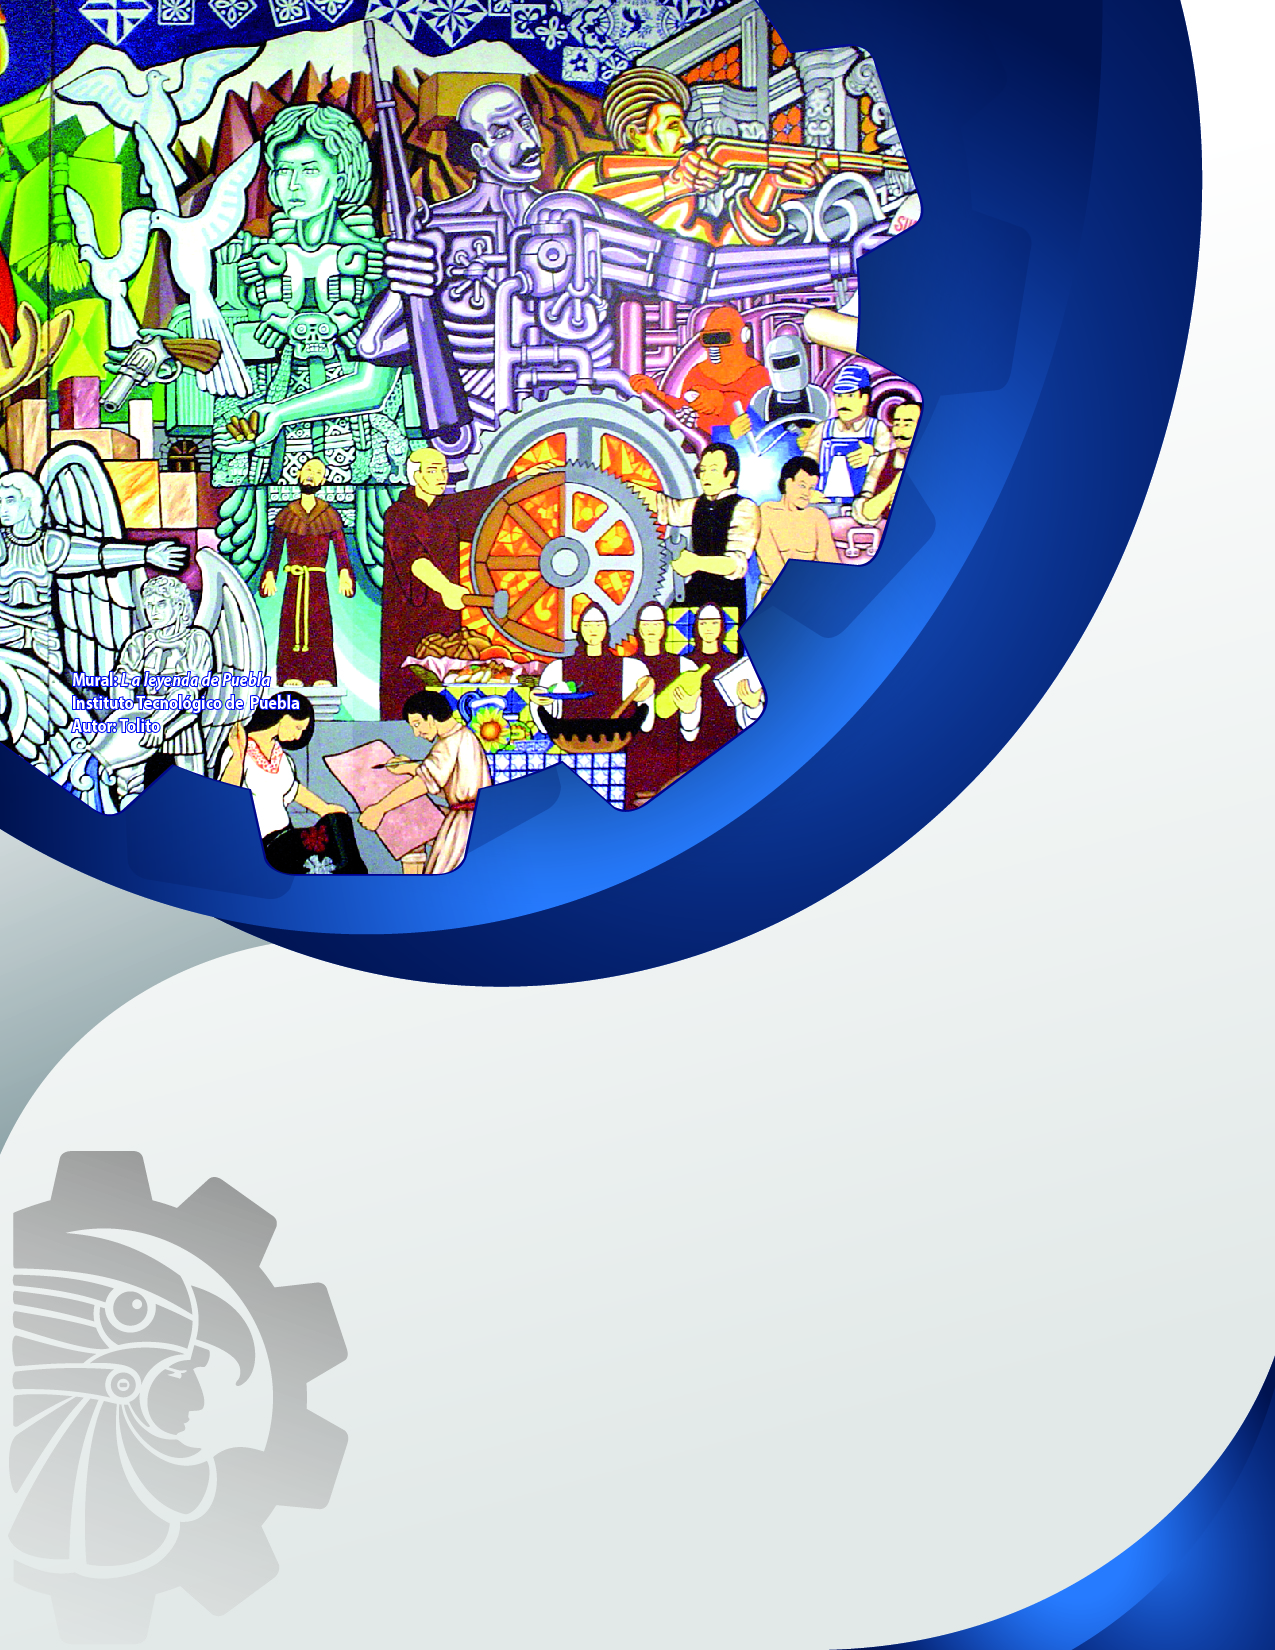 Mural: La leyenda de Puebla
Instituto Tecnológico de Puebla
Autor: Tolito